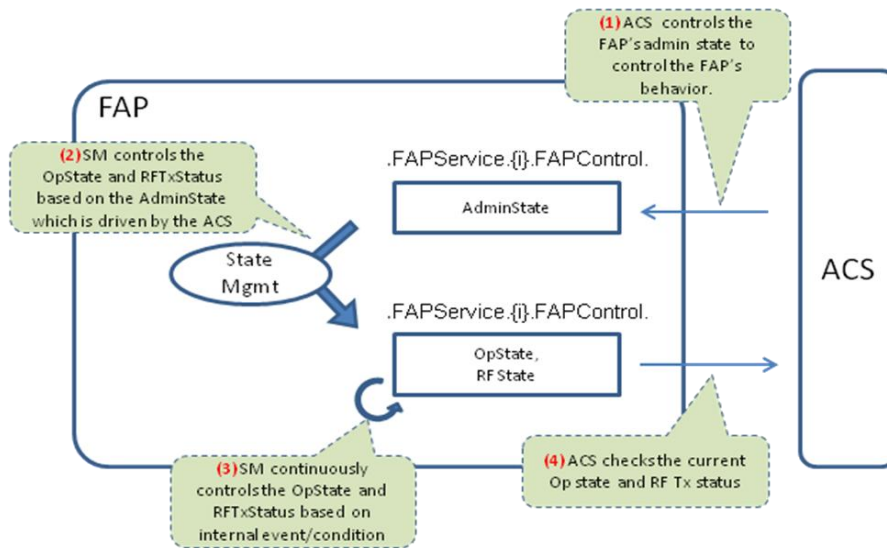 (1) ACS controls the
FAP's admin state to
control the FAP's
behavior.
FAP
(2) SM controls the
OpState and RFTxStatus
based on the AdminState
which is driven by the ACS
.FAPService.{i}.FAPControl.
AdminState
State
Mgmt
ACS
.FAPService.{i}.FAPControl.
OpState,
RF State
(3) SM continuously
controls the OpState and
RFTxStatus based on
internal event/condition
(4) ACS checks the current
Op state and RF Tx status